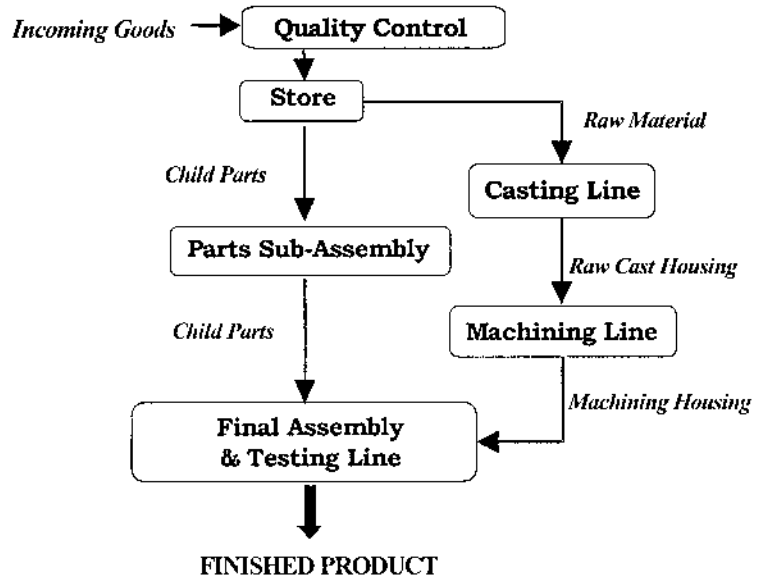 Incoming Goods
Quality Control
Store
Raw Material
Child Parts
Casting Line
Parts Sub-Assembly
Raw Cast Housing
Child Parts
Machining Line
Machining Housing
Final Assembly
& Testing Line
FINISHED PRODUCT